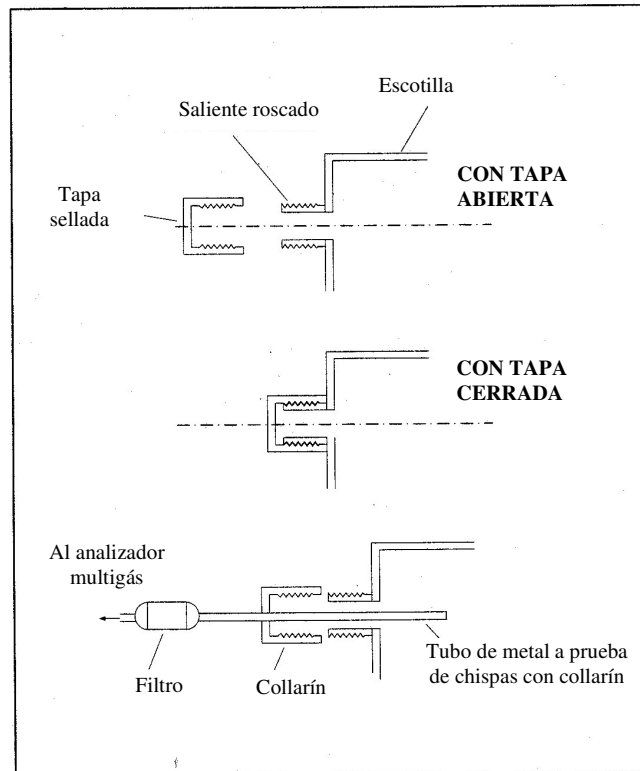 Escotilla
Saliente roscado
CON TAPA
ABIERTA
Tapa
sellada
CON TAPA
CERRADA
Al analizador
multigás
Tubo de metal a prueba
de chispas con collarín
Filtro
Collarín